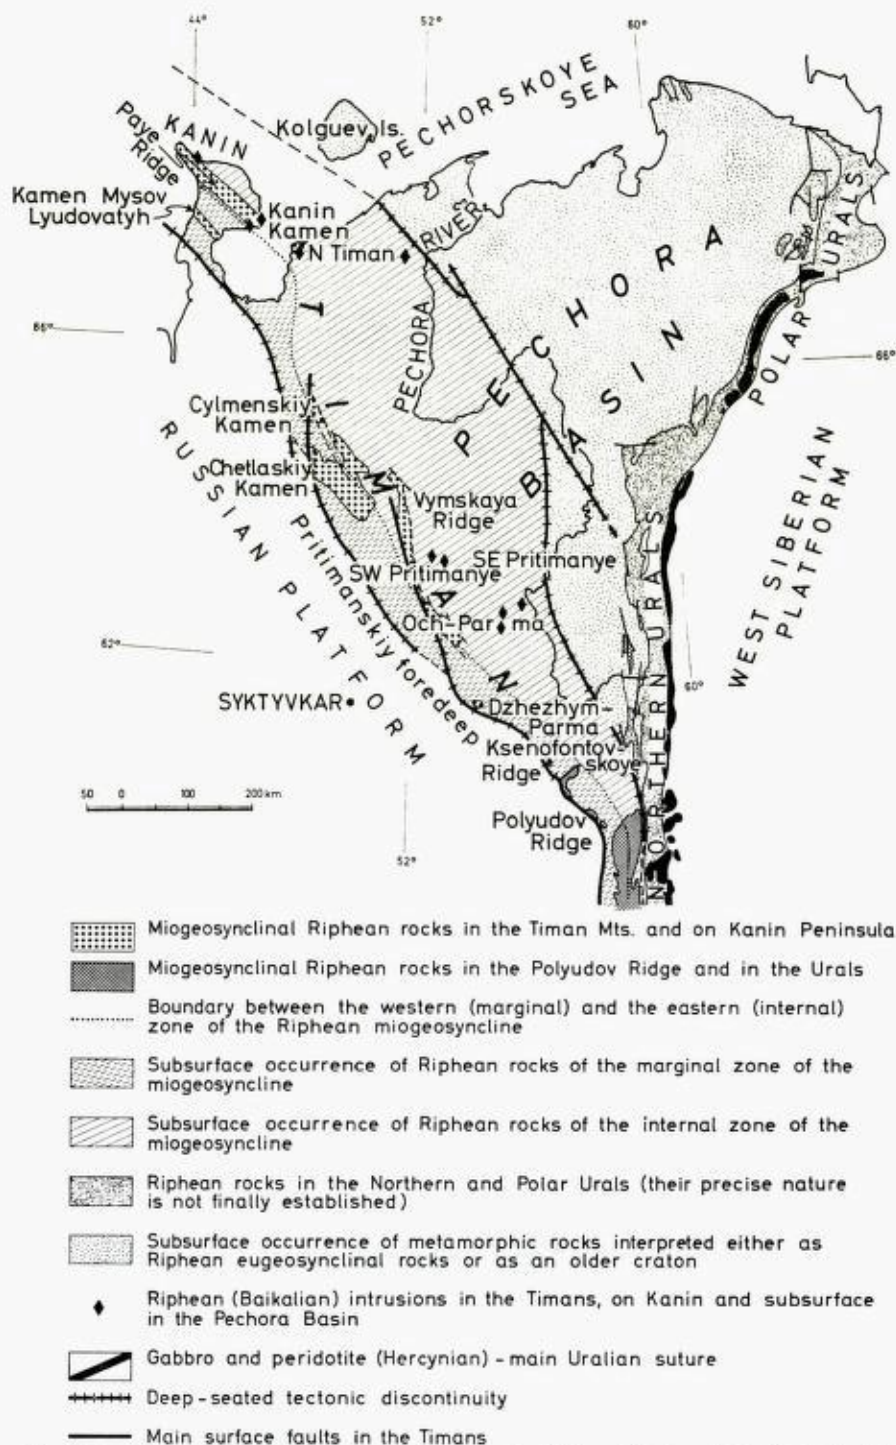 44°
52°
60°
PECHORSKOYE
SEA
Kolguev Is.
KANIN
Paye
Ridge
Kamen Mysov
Lyudovatyh
Kanin
Kamen
N Timan
RIVER
PECHORA
PECHORA
BASIN
POLAR URALS
66°
66°
TIMAN
Cylmenskiy
Kamen
Chetlaskiy
Kamen
Vymskaya
Ridge
SW Pritimanye
SE Pritimanye
Och-Parma
RUSSIAN PLATFORM
Pritimanskiy foredeep
WEST SIBERIAN
PLATFORM
NORTHERN URALS
62°
60°
SYKTYVKAR
Dzhezhym-
Parma
Ksenofontov-
skoye
Ridge
Polyudov
Ridge
50 0 100 200 km
52°
Miogeosynclinal Riphean rocks in the Timan Mts. and on Kanin Peninsula
Miogeosynclinal Riphean rocks in the Polyudov Ridge and in the Urals
Boundary between the western (marginal) and the eastern (internal)
zone of the Riphean miogeosyncline
Subsurface occurrence of Riphean rocks of the marginal zone of the
miogeosyncline
Subsurface occurrence of Riphean rocks of the internal zone of the
miogeosyncline
Riphean rocks in the Northern and Polar Urals (their precise nature
is not finally established)
Subsurface occurrence of metamorphic rocks interpreted either as
Riphean eugeosynclinal rocks or as an older craton
Riphean (Baikalian) intrusions in the Timans, on Kanin and subsurface
in the Pechora Basin
Gabbro and peridotite (Hercynian) - main Uralian suture
Deep-seated tectonic discontinuity
Main surface faults in the Timans